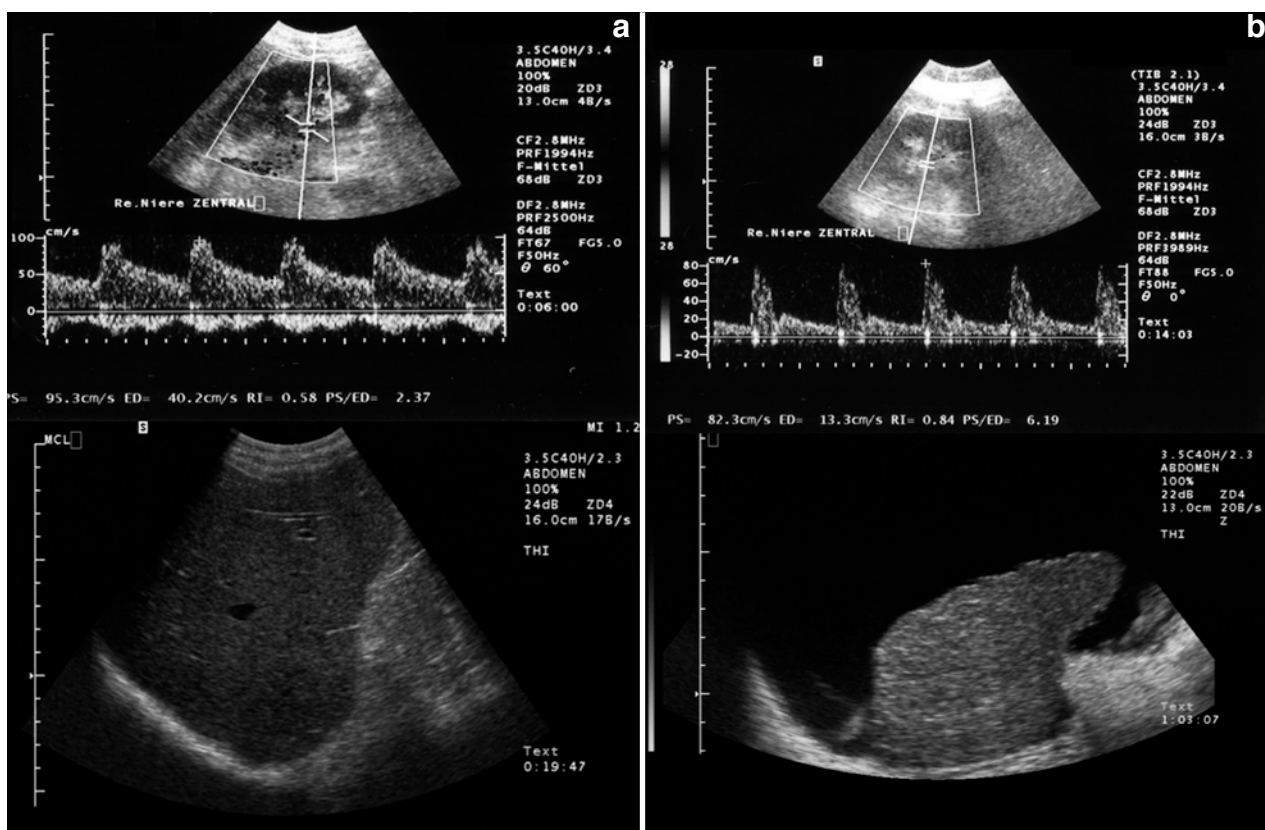 a
3.5C40H/3.4
ABDOMEN
100%
20dB ZD3
13.0cm 4B/s
CF2.8MHz
PRF1994Hz
F-Mittel
68dB ZD3
DF2.8MHz
PRF2500Hz
64dB
FT67 FG5.0
F50Hz
θ 60°
Text
0:06:00
Re.Niere ZENTRAL
cm/s
100
50
0
PS= 95.3cm/s ED= 40.2cm/s RI= 0.58 PS/ED= 2.37
MCL
S
MI 1.2
3.5C40H/2.3
ABDOMEN
100%
24dB ZD4
16.0cm 17B/s
THI
Text
0:19:47
b
28
S
28
(TIB 2.1)
3.5C40H/3.4
ABDOMEN
100%
24dB ZD3
16.0cm 3B/s
CF2.8MHz
PRF1994Hz
F-Mittel
68dB ZD3
DF2.8MHz
PRF3989Hz
64dB
FT88 FG5.0
F50Hz
θ 0°
Text
0:14:03
Re.Niere ZENTRAL
cm/s
80
60
40
20
0
-20
PS= 82.3cm/s ED= 13.3cm/s RI= 0.84 PS/ED= 6.19
3.5C40H/2.3
ABDOMEN
100%
22dB ZD4
13.0cm 20B/s
Z
THI
Text
1:03:07